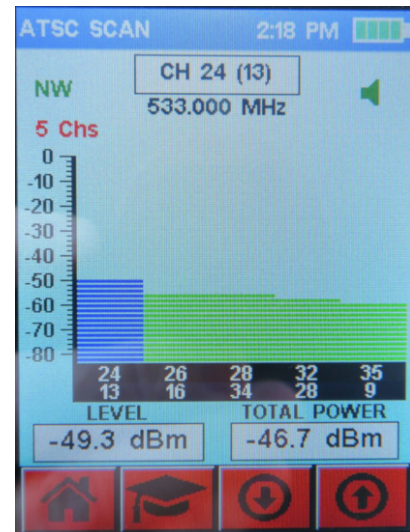 ATSC SCAN 2:18 PM
CH 24 (13)
NW
533.000 MHz
5 Chs
0
-10
-20
-30
-40
-50
-60
-70
-80
24 26 28 32 35
13 16 34 28 9
LEVEL TOTAL POWER
-49.3 dBm -46.7 dBm